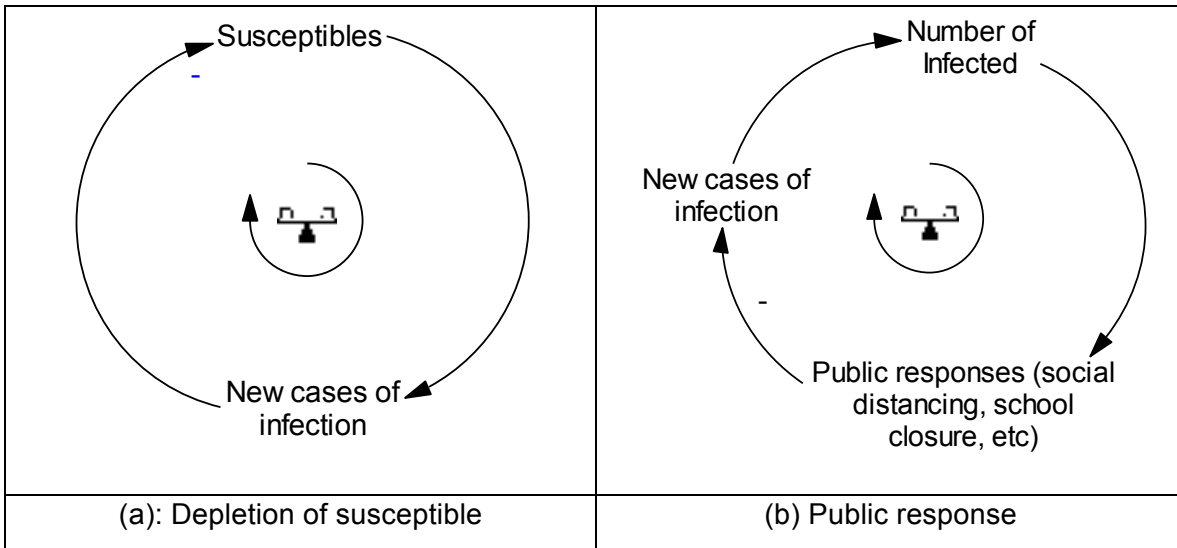 Susceptibles
-
New cases of
infection
(a): Depletion of susceptible
Number of
Infected
New cases of
infection
-
Public responses (social
distancing, school
closure, etc)
(b) Public response